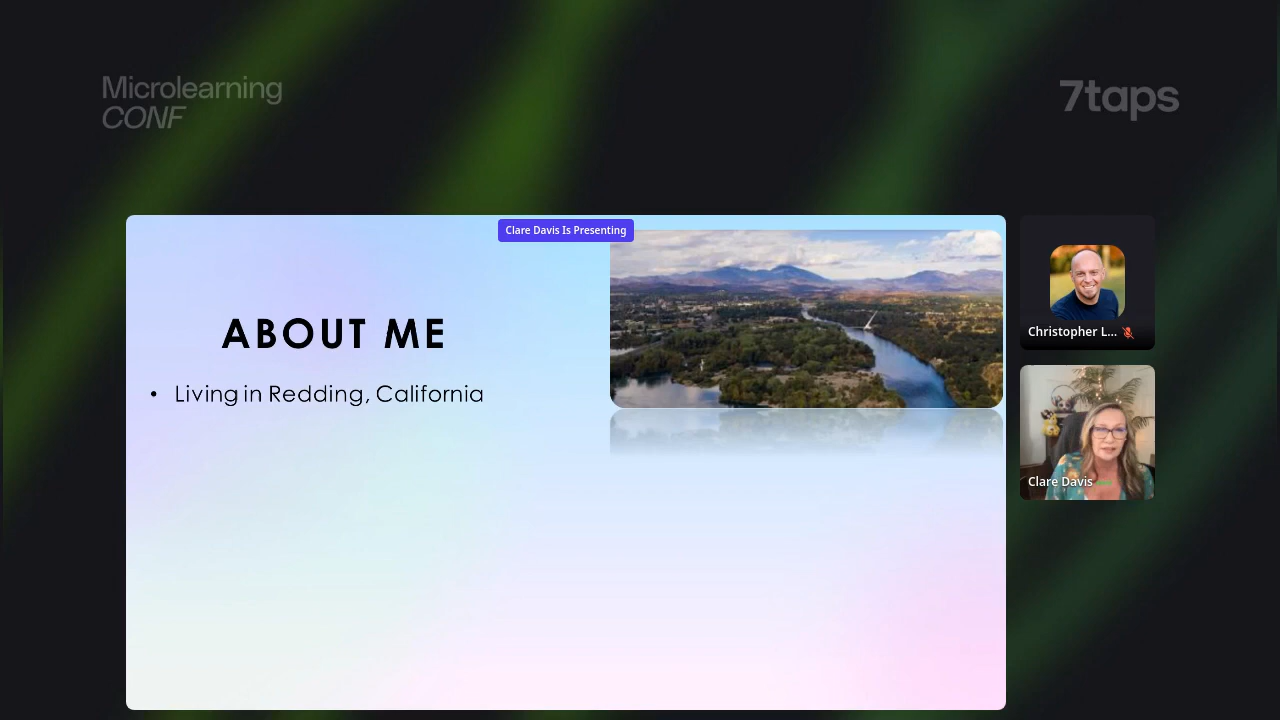 Microlearning
CONF
7taps
Clare Davis Is Presenting
ABOUT ME
• Living in Redding, California
Christopher L...
Clare Davis